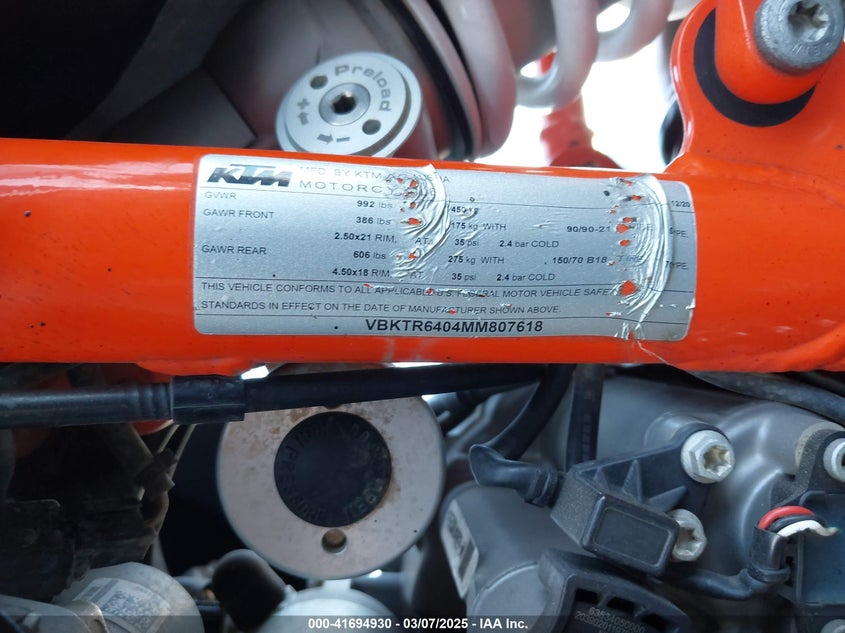 Preload
+
-
KTM MFD BY KTM
MOTORC
GVWR 992 lbs 450 12/20
GAWR FRONT 386 lbs 175 kg WITH 90/90-21
2.50x21 RIM, AT 35 psi 2.4 bar COLD
GAWR REAR 606 lbs 275 kg WITH 150/70 B18
4.50x18 RIM, AT 35 psi 2.4 bar COLD
THIS VEHICLE CONFORMS TO ALL APPLICABLE U.S. FEDERAL MOTOR VEHICLE SAFE
STANDARDS IN EFFECT ON THE DATE OF MANUFACTURER SHOWN ABOVE.
VBKTR6404MM807618
000-41694930 - 03/07/2025 - IAA Inc.